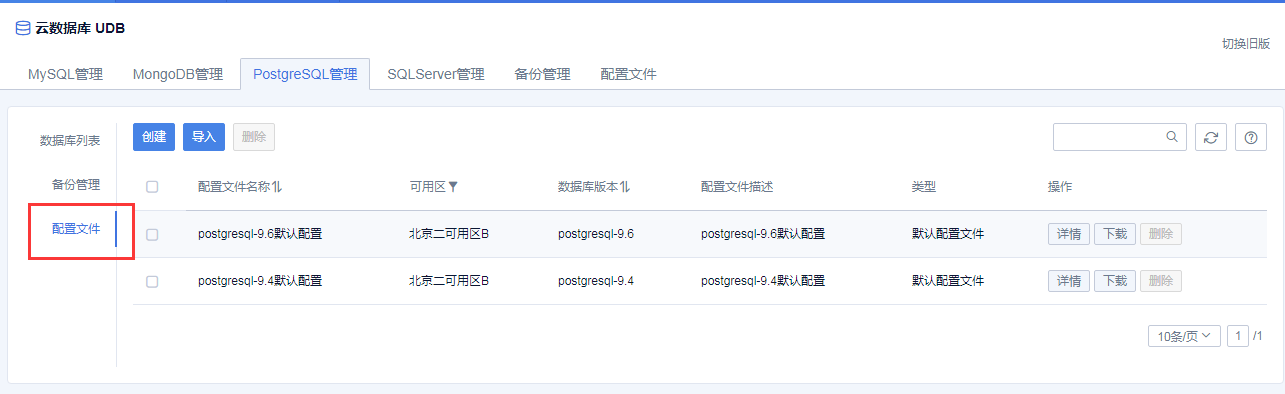 云数据库 UDB
切换旧版
MySQL管理 MongoDB管理 PostgreSQL管理 SQLServer管理 备份管理 配置文件
数据库列表
备份管理
配置文件
创建 导入 删除
配置文件名称 可用区 数据库版本 配置文件描述 类型 操作
postgresql-9.6默认配置 北京二可用区B postgresql-9.6 postgresql-9.6默认配置 默认配置文件 详情 下载 删除
postgresql-9.4默认配置 北京二可用区B postgresql-9.4 postgresql-9.4默认配置 默认配置文件 详情 下载 删除
10条/页 1 /1